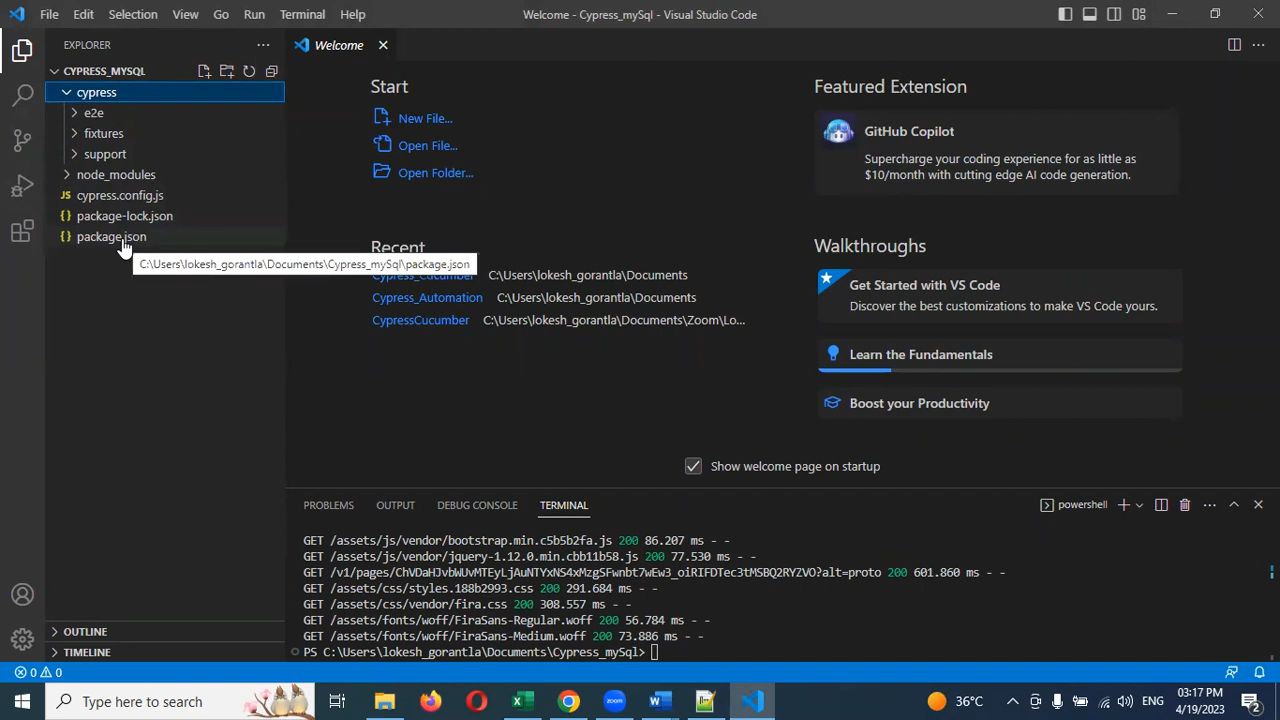 File Edit Selection View Go Run Terminal Help Welcome - Cypress_mySql - Visual Studio Code
EXPLORER
Welcome
CYPRESS_MYSQL
cypress
e2e
fixtures
support
node_modules
cypress.config.js
package-lock.json
package.json
C:\Users\lokesh_gorantla\Documents\Cypress_mySql\package.json
OUTLINE
TIMELINE
Start
New File...
Open File...
Open Folder...
Recent
Cypress_Cucumber C:\Users\lokesh_gorantla\Documents
Cypress_Automation C:\Users\lokesh_gorantla\Documents
CypressCucumber C:\Users\lokesh_gorantla\Documents\Zoom\Lo...
Featured Extension
GitHub Copilot
Supercharge your coding experience for as little as
$10/month with cutting edge AI code generation.
Walkthroughs
Get Started with VS Code
Discover the best customizations to make VS Code yours.
Learn the Fundamentals
Boost your Productivity
Show welcome page on startup
PROBLEMS OUTPUT DEBUG CONSOLE TERMINAL powershell
GET /assets/js/vendor/bootstrap.min.c5b5b2fa.js 200 86.207 ms - -
GET /assets/js/vendor/jquery-1.12.0.min.cbb11b58.js 200 77.530 ms - -
GET /v1/pages/ChVDaHJvbWUvMTEyLjAuNTYxNS4xMzgSFwnbt7wEw3_oiRIFDTec3tMSBQ2RYZVO?alt=proto 200 601.860 ms - -
GET /assets/css/styles.188b2993.css 200 291.684 ms - -
GET /assets/css/vendor/fira.css 200 308.557 ms - -
GET /assets/fonts/woff/FiraSans-Regular.woff 200 56.784 ms - -
GET /assets/fonts/woff/FiraSans-Medium.woff 200 73.886 ms - -
PS C:\Users\lokesh_gorantla\Documents\Cypress_mySql>
0 0
Type here to search
36°C
ENG
03:17 PM
4/19/2023
2